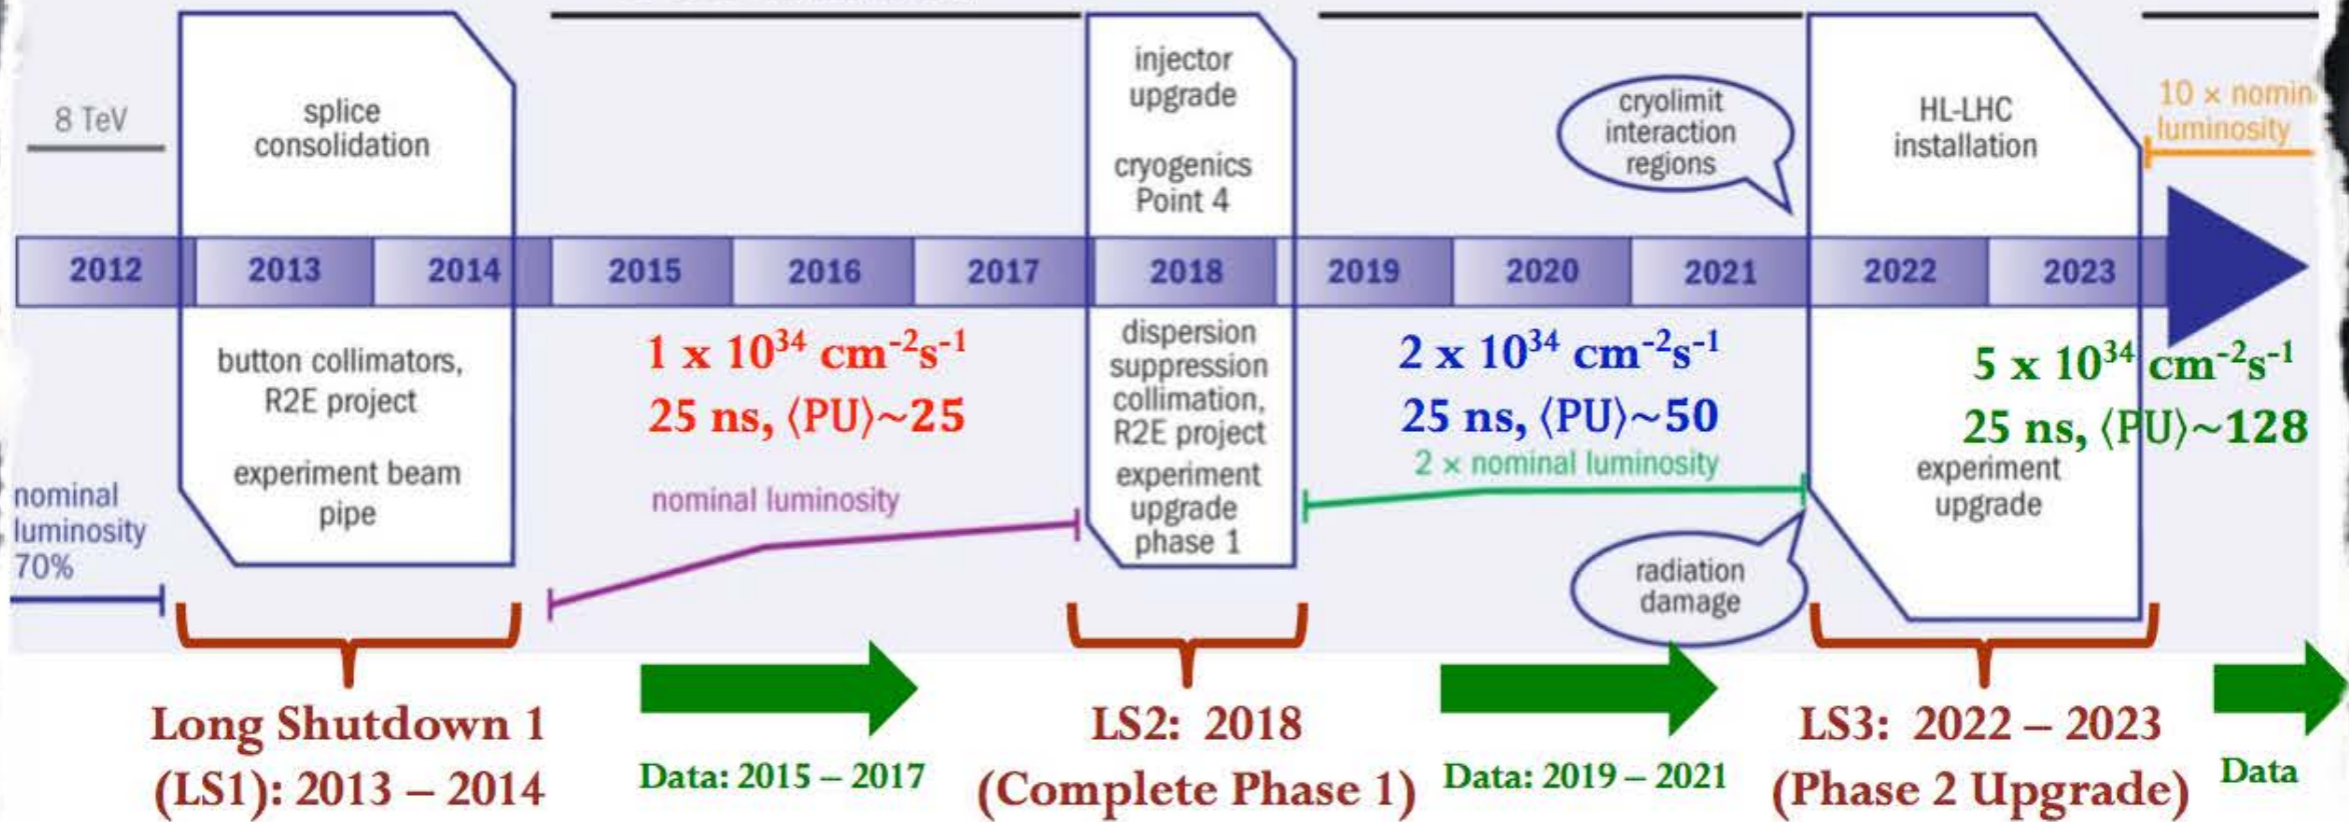 8 TeV
splice
consolidation
injector
upgrade
cryogenics
Point 4
cryolimit
interaction
regions
HL-LHC
installation
10 × nomin
luminosity
2012 2013 2014 2015 2016 2017 2018 2019 2020 2021 2022 2023
button collimators,
R2E project
experiment beam
pipe
nominal
luminosity
70%
1 x 10³⁴ cm⁻²s⁻¹
25 ns, ⟨PU⟩~25
nominal luminosity
dispersion
suppression
collimation,
R2E project
experiment
upgrade
phase 1
2 x 10³⁴ cm⁻²s⁻¹
25 ns, ⟨PU⟩~50
2 × nominal luminosity
radiation
damage
5 x 10³⁴ cm⁻²s⁻¹
25 ns, ⟨PU⟩~128
experiment
upgrade
Long Shutdown 1
(LS1): 2013 – 2014
Data: 2015 – 2017
LS2: 2018
(Complete Phase 1)
Data: 2019 – 2021
LS3: 2022 – 2023
(Phase 2 Upgrade)
Data